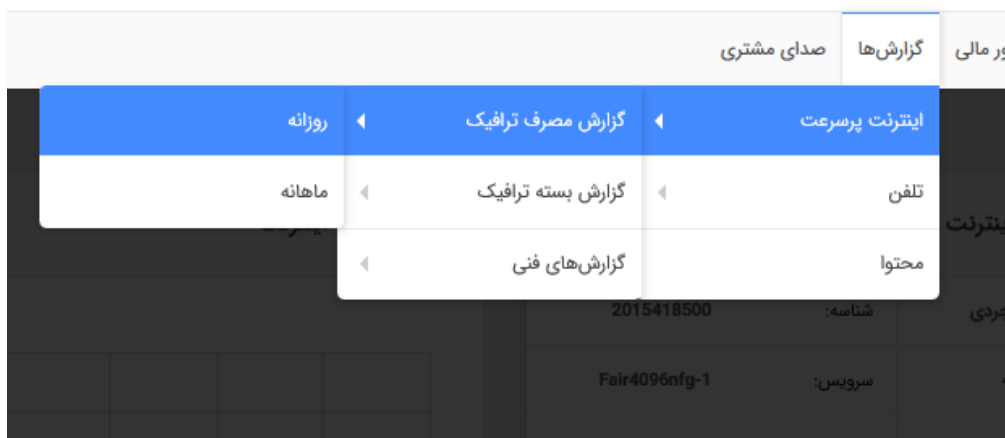 مالی
گزارش‌ها
صدای مشتری
اینترنت پرسرعت
گزارش مصرف ترافیک
روزانه
تلفن
گزارش بسته ترافیک
ماهانه
محتوا
گزارش‌های فنی
شناسه: 2015418500
سرویس: Fair4096nfg-1